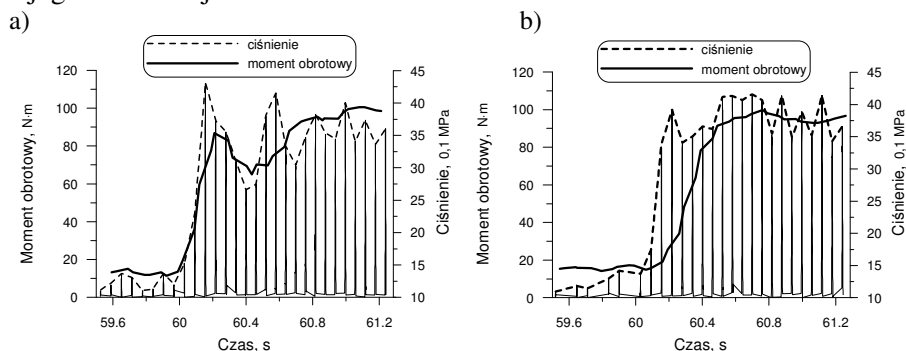 a)
ciśnienie
moment obrotowy
120
100
80
60
40
20
0
Moment obrotowy, N·m
45
40
35
30
25
20
15
10
Ciśnienie, 0,1 MPa
59.6 60 60.4 60.8 61.2
Czas, s
b)
ciśnienie
moment obrotowy
120
100
80
60
40
20
0
Moment obrotowy, N·m
45
40
35
30
25
20
15
10
Ciśnienie, 0,1 MPa
59.6 60 60.4 60.8 61.2
Czas, s